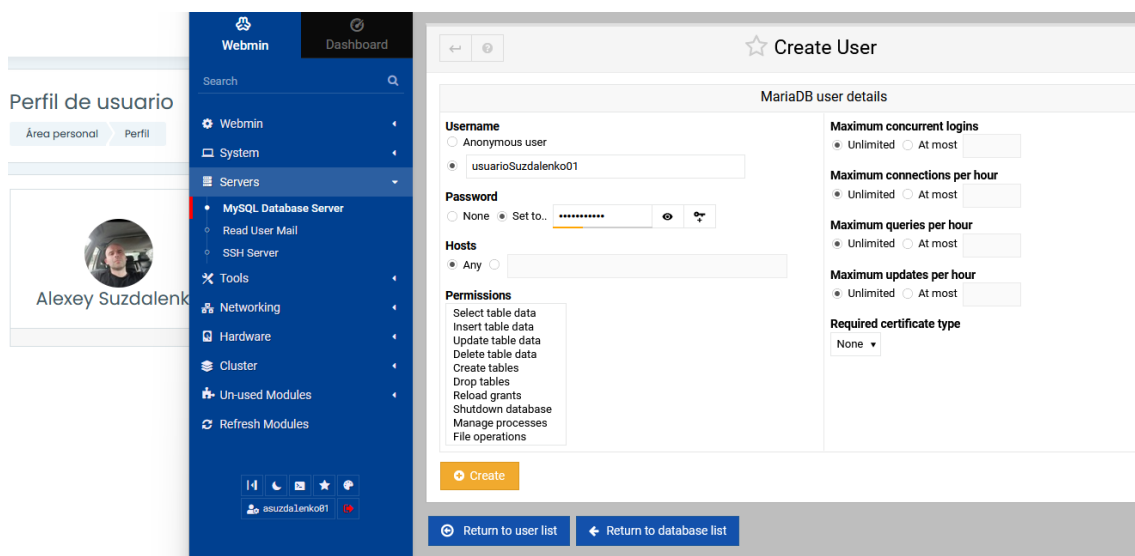 Perfil de usuario
Área personal
Perfil
Alexey Suzdalenk
Webmin
Dashboard
Search
Webmin
System
Servers
MySQL Database Server
Read User Mail
SSH Server
Tools
Networking
Hardware
Cluster
Un-used Modules
Refresh Modules
asuzdalenko01
Create User
MariaDB user details
Username
Anonymous user
usuarioSuzdalenko01
Password
None Set to.. •••••••••••
Hosts
Any
Permissions
Select table data
Insert table data
Update table data
Delete table data
Create tables
Drop tables
Reload grants
Shutdown database
Manage processes
File operations
Maximum concurrent logins
Unlimited At most
Maximum connections per hour
Unlimited At most
Maximum queries per hour
Unlimited At most
Maximum updates per hour
Unlimited At most
Required certificate type
None
Create
Return to user list
Return to database list